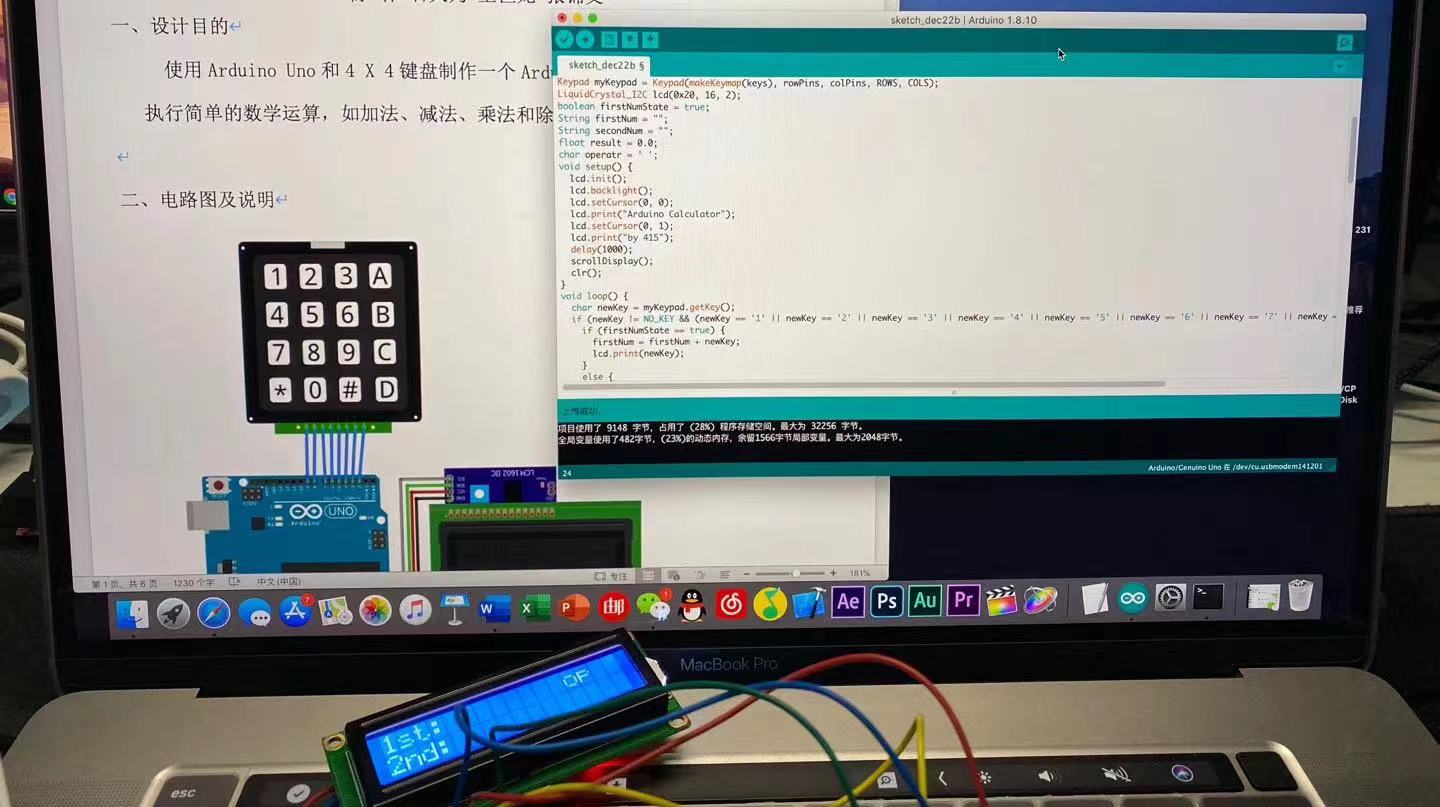 一、设计目的
使用 Arduino Uno 和 4 X 4 键盘制作一个 Ard
执行简单的数学运算，如加法、减法、乘法和除
二、电路图及说明
1 2 3 A
4 5 6 B
7 8 9 C
* 0 # D
UNO
Arduino
LCM1602 IIC
sketch_dec22b | Arduino 1.8.10
sketch_dec22b §
Keypad myKeypad = Keypad(makeKeymap(keys), rowPins, colPins, ROWS, COLS);
LiquidCrystal_I2C lcd(0x20, 16, 2);
boolean firstNumState = true;
String firstNum = "";
String secondNum = "";
float result = 0.0;
char operatr = ' ';
void setup() {
lcd.init();
lcd.backlight();
lcd.setCursor(0, 0);
lcd.print("Arduino Calculator");
lcd.setCursor(0, 1);
lcd.print("by 415");
delay(1000);
scrollDisplay();
clr();
}
void loop() {
char newKey = myKeypad.getKey();
if (newKey != NO_KEY && (newKey == '1' || newKey == '2' || newKey == '3' || newKey == '4' || newKey == '5' || newKey == '6' || newKey == '7' || newKey =
if (firstNumState == true) {
firstNum = firstNum + newKey;
lcd.print(newKey);
}
else {
上传成功。
项目使用了 9148 字节，占用了 (28%) 程序存储空间。最大为 32256 字节。
全局变量使用了482字节，(23%)的动态内存，余留1566字节局部变量。最大为2048字节。
24
Arduino/Genuino Uno 在 /dev/cu.usbmodem141201
231
推荐
/CP
Disk
第 1 页，共 6 页
1230 个字
中文(中国)
专注
181%
7
W
X
P
邮
1
Ae
Ps
Au
Pr
MacBook Pro
1st:
OP
2nd:
esc